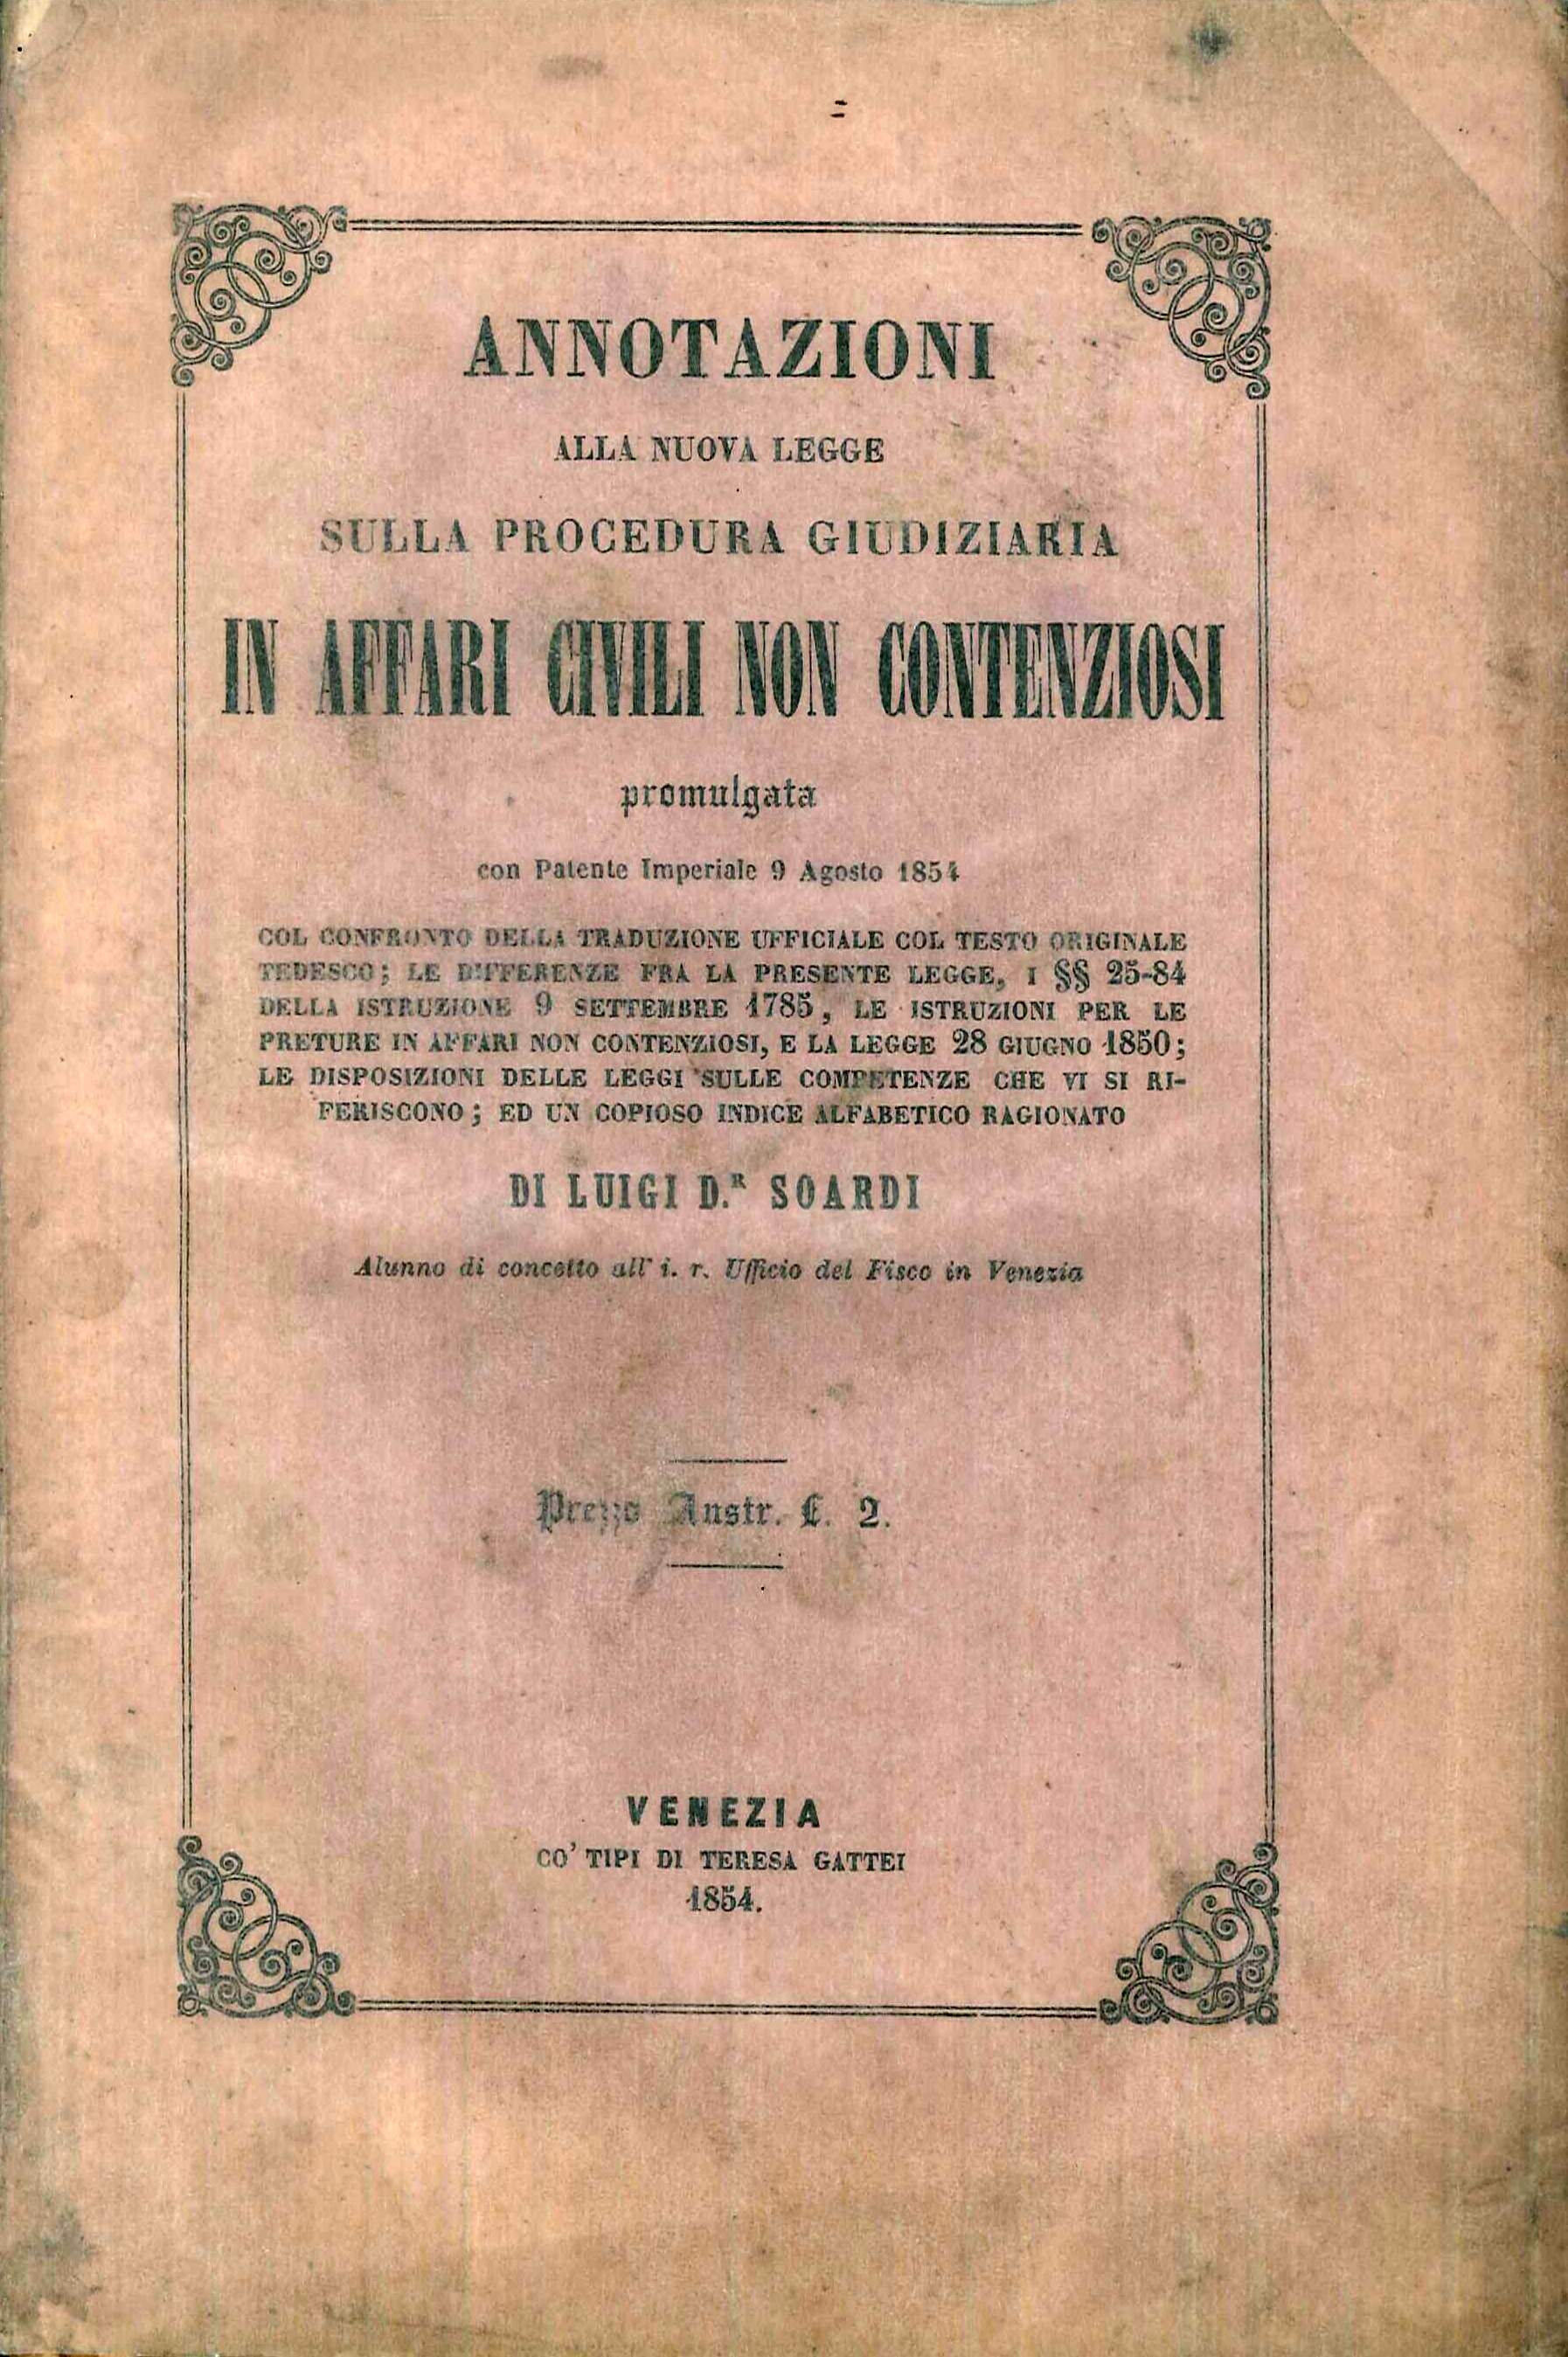 ANNOTAZIONI
ALLA NUOVA LEGGE
SULLA PROCEDURA GIUDIZIARIA
IN AFFARI CIVILI NON CONTENZIOSI
promulgata
con Patente Imperiale 9 Agosto 1854
COL CONFRONTO DELLA TRADUZIONE UFFICIALE COL TESTO ORIGINALE
TEDESCO; LE DIFFERENZE FRA LA PRESENTE LEGGE, I §§ 25-84
DELLA ISTRUZIONE 9 SETTEMBRE 1785, LE ISTRUZIONI PER LE
PRETURE IN AFFARI NON CONTENZIOSI, E LA LEGGE 28 GIUGNO 1850;
LE DISPOSIZIONI DELLE LEGGI SULLE COMPETENZE CHE VI SI RI-
FERISCONO; ED UN COPIOSO INDICE ALFABETICO RAGIONATO
DI LUIGI D.R SOARDI
Alunno di concetto all' i. r. Ufficio del Fisco in Venezia
Prezzo Austr. £. 2.
VENEZIA
CO' TIPI DI TERESA GATTEI
1854.